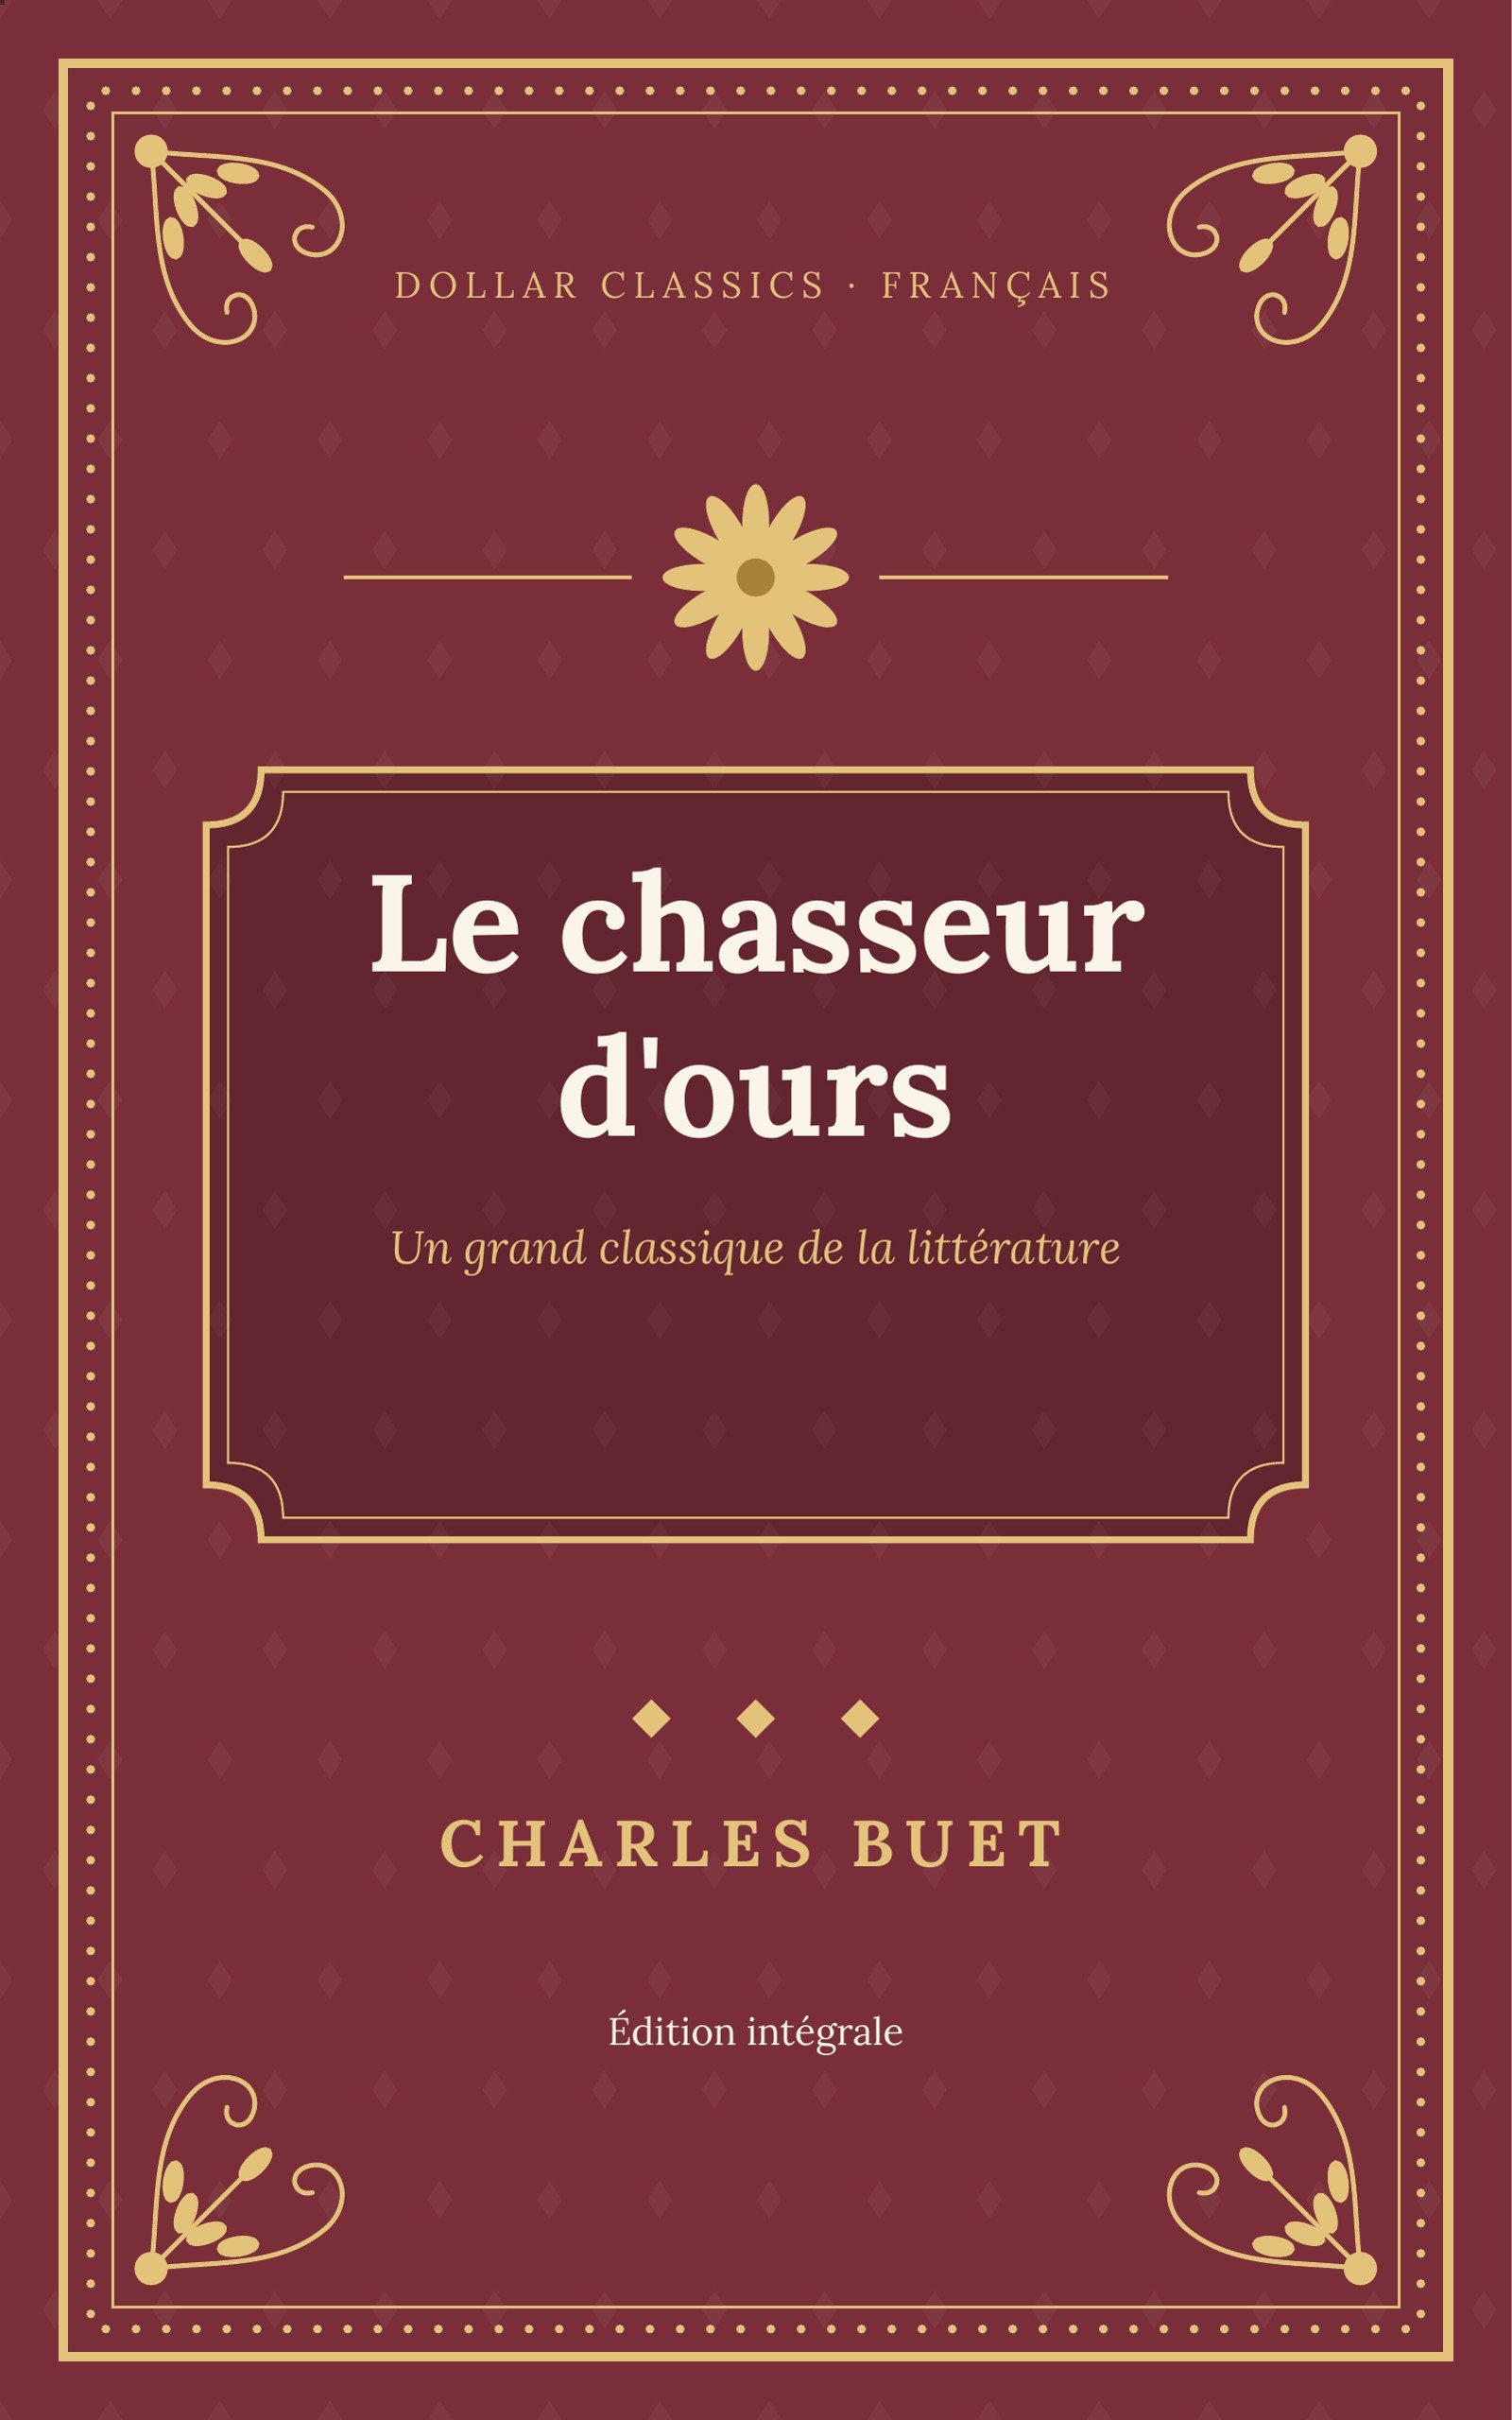 DOLLAR CLASSICS · FRANÇAIS
Le chasseur
d'ours
Un grand classique de la littérature
CHARLES BUET
Édition intégrale